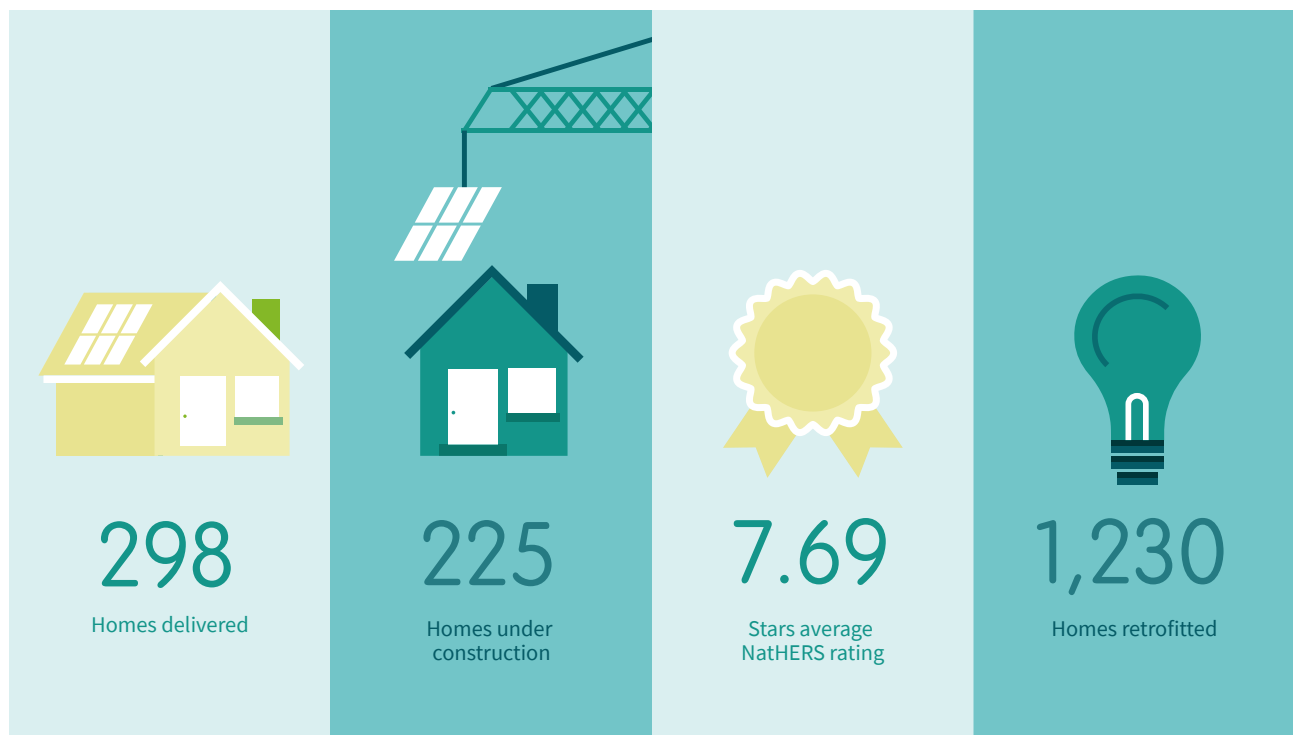 298
Homes delivered
225
Homes under
construction
7.69
Stars average
NatHERS rating
1,230
Homes retrofitted